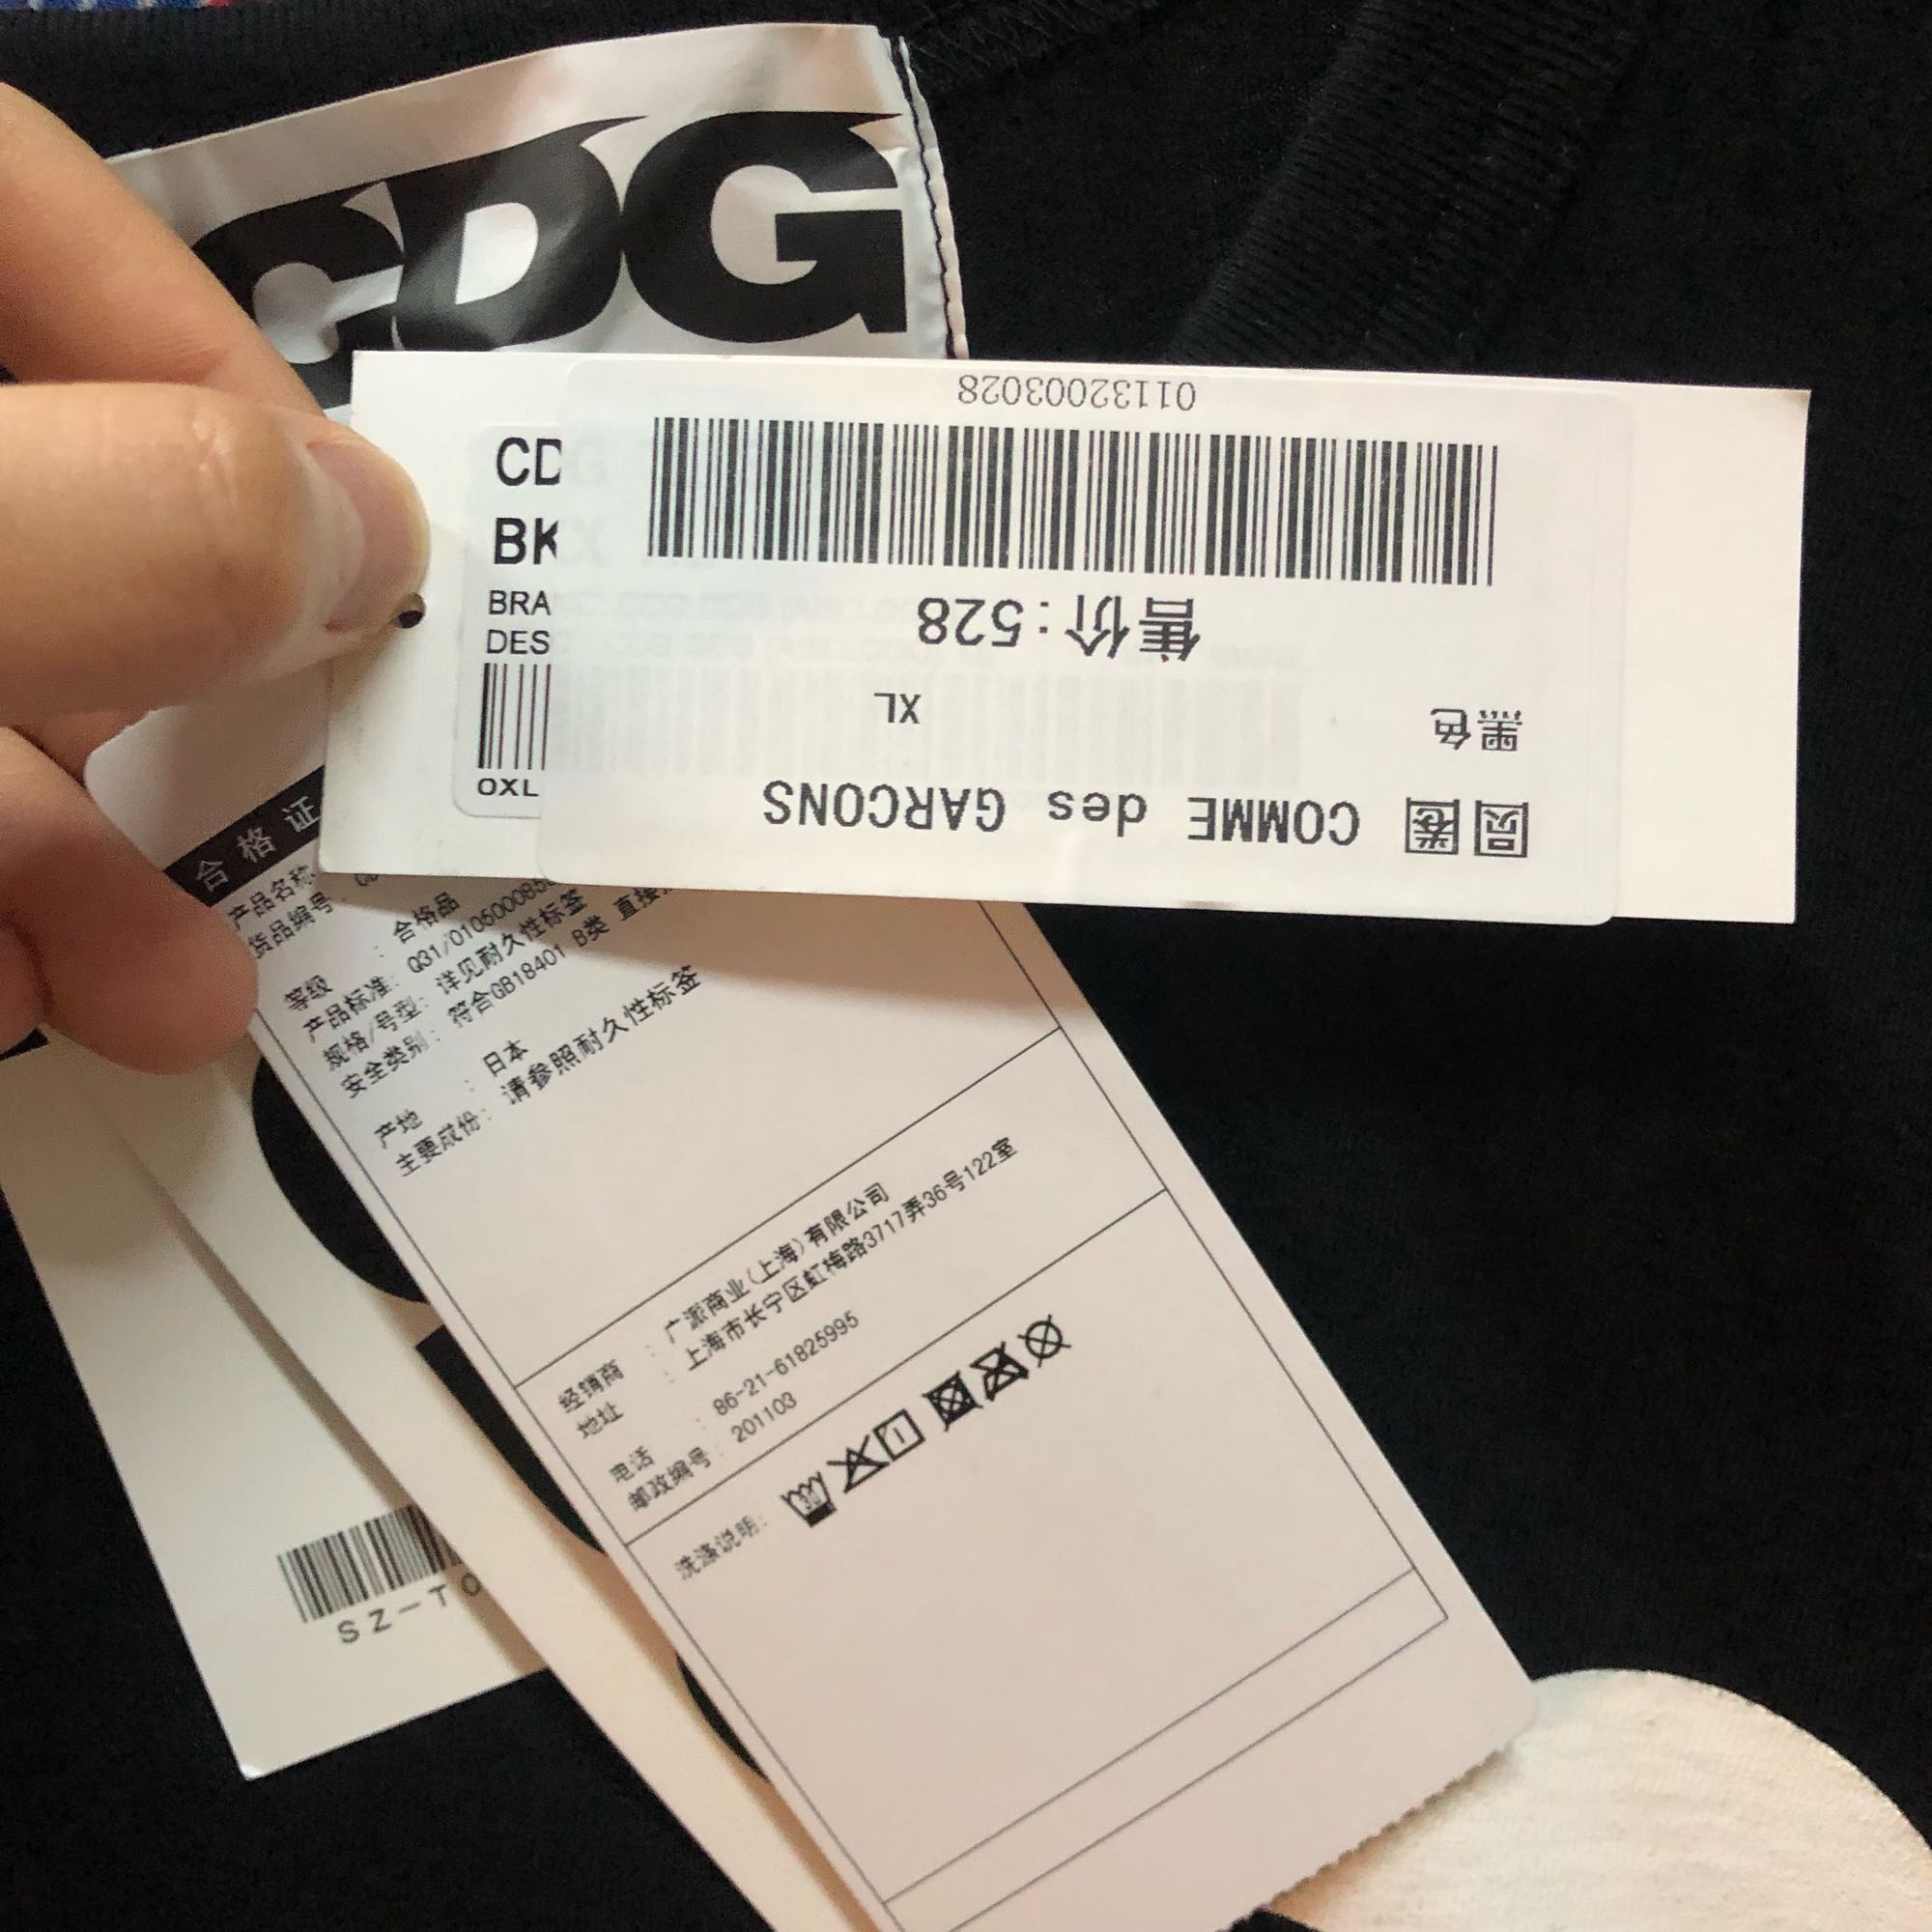 CDG
01132003028
售价:528
XL
黑色
圆圈 COMME des GARCONS
CD
BK
BRA
DES
OXL
合格证
产品名称
货品编号
等级 : 合格品
产品标准: Q31/010500085
规格/号型: 详见耐久性标签
安全类别: 符合GB18401 B类 直接
产地 : 日本
主要成份: 请参照耐久性标签
经销商 : 广派商业(上海)有限公司
地址 : 上海市长宁区虹梅路3717弄36号122室
电话 : 86-21-61825995
邮政编号: 201103
洗涤说明:
30
SZ-T0